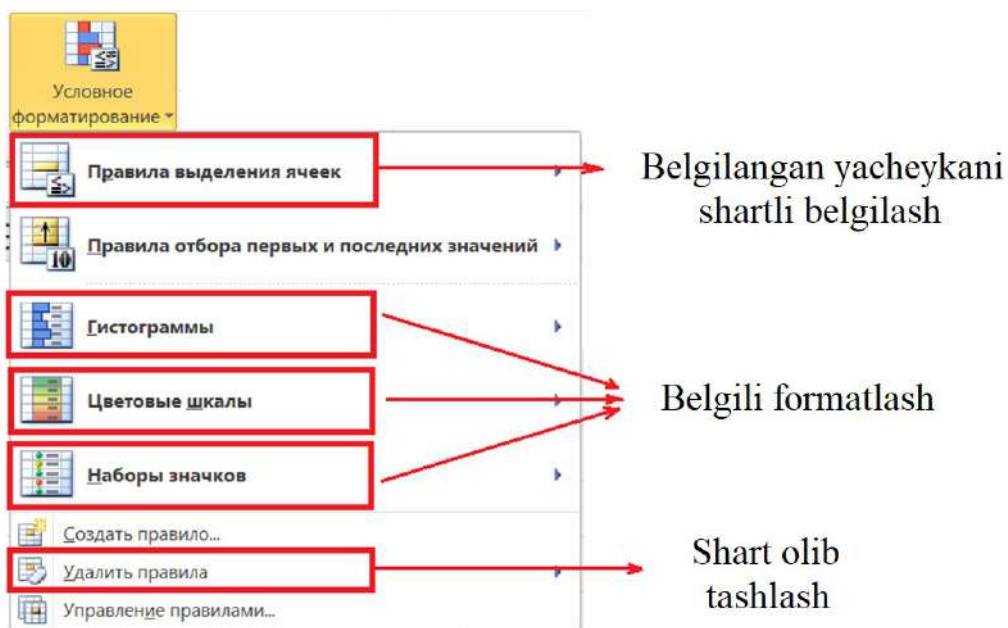 Условное
форматирование
Правила выделения ячеек
Belgilangan yacheykani
shartli belgilash
Правила отбора первых и последних значений
10
Гистограммы
Цветовые шкалы
Belgili formatlash
Наборы значков
Создать правило...
Удалить правила
Shart olib
tashlash
Управление правилами...